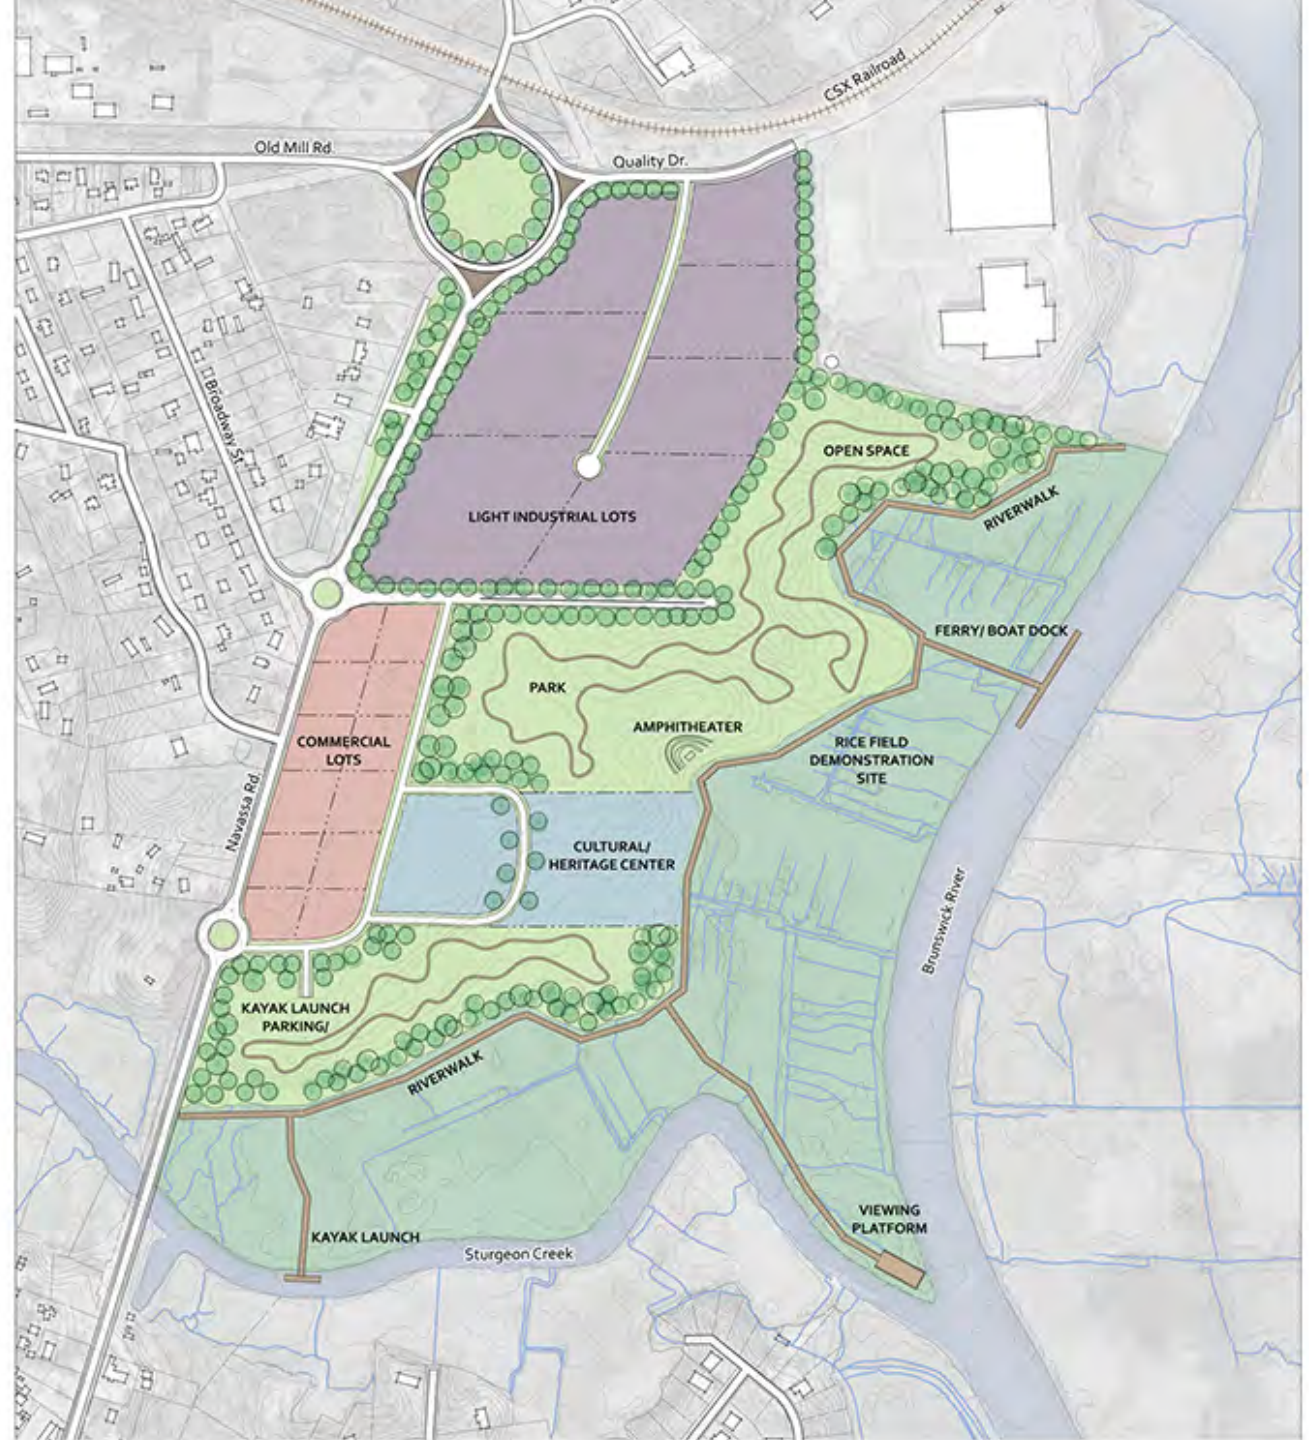 CSX Railroad
Old Mill Rd.
Quality Dr.
Broadway St.
OPEN SPACE
RIVERWALK
LIGHT INDUSTRIAL LOTS
FERRY/ BOAT DOCK
PARK
AMPHITHEATER
COMMERCIAL
LOTS
RICE FIELD
DEMONSTRATION
SITE
Navassa Rd.
CULTURAL/
HERITAGE CENTER
Brunswick River
KAYAK LAUNCH
PARKING/
RIVERWALK
VIEWING
PLATFORM
KAYAK LAUNCH
Sturgeon Creek